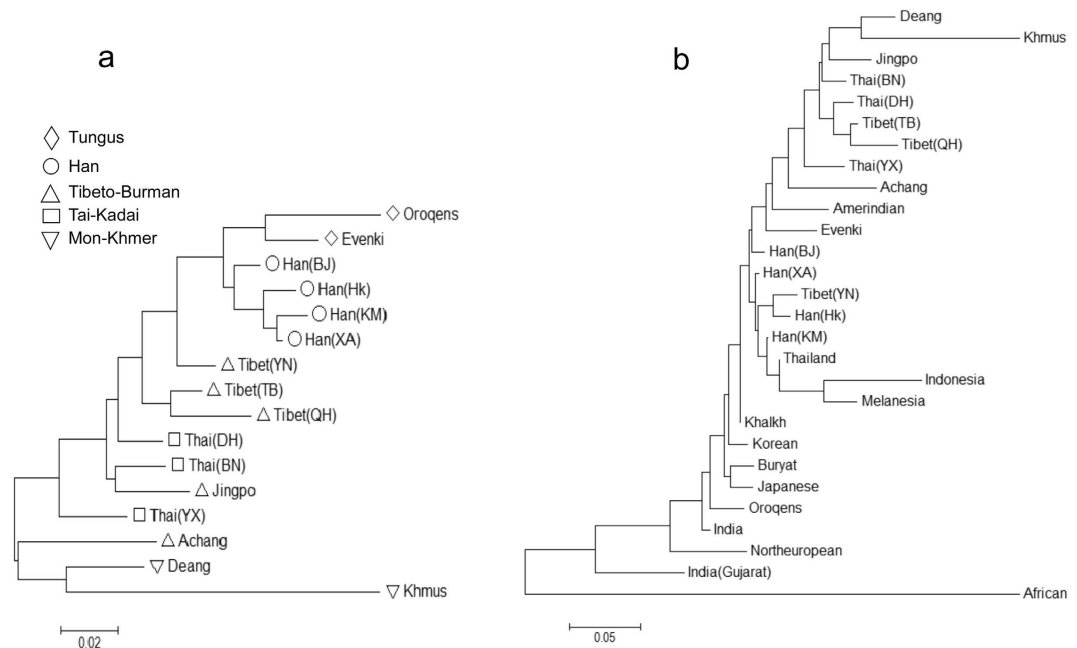 a
Tungus
Han
Tibeto-Burman
Tai-Kadai
Mon-Khmer
Oroqens
Evenki
Han(BJ)
Han(Hk)
Han(KM)
Han(XA)
Tibet(YN)
Tibet(TB)
Tibet(QH)
Thai(DH)
Thai(BN)
Jingpo
Thai(YX)
Achang
Deang
Khmus
0.02
b
Deang
Khmus
Jingpo
Thai(BN)
Thai(DH)
Tibet(TB)
Tibet(QH)
Thai(YX)
Achang
Amerindian
Evenki
Han(BJ)
Han(XA)
Tibet(YN)
Han(Hk)
Han(KM)
Thailand
Indonesia
Melanesia
Khalkh
Korean
Buryat
Japanese
Oroqens
India
Northeuropean
India(Gujarat)
African
0.05